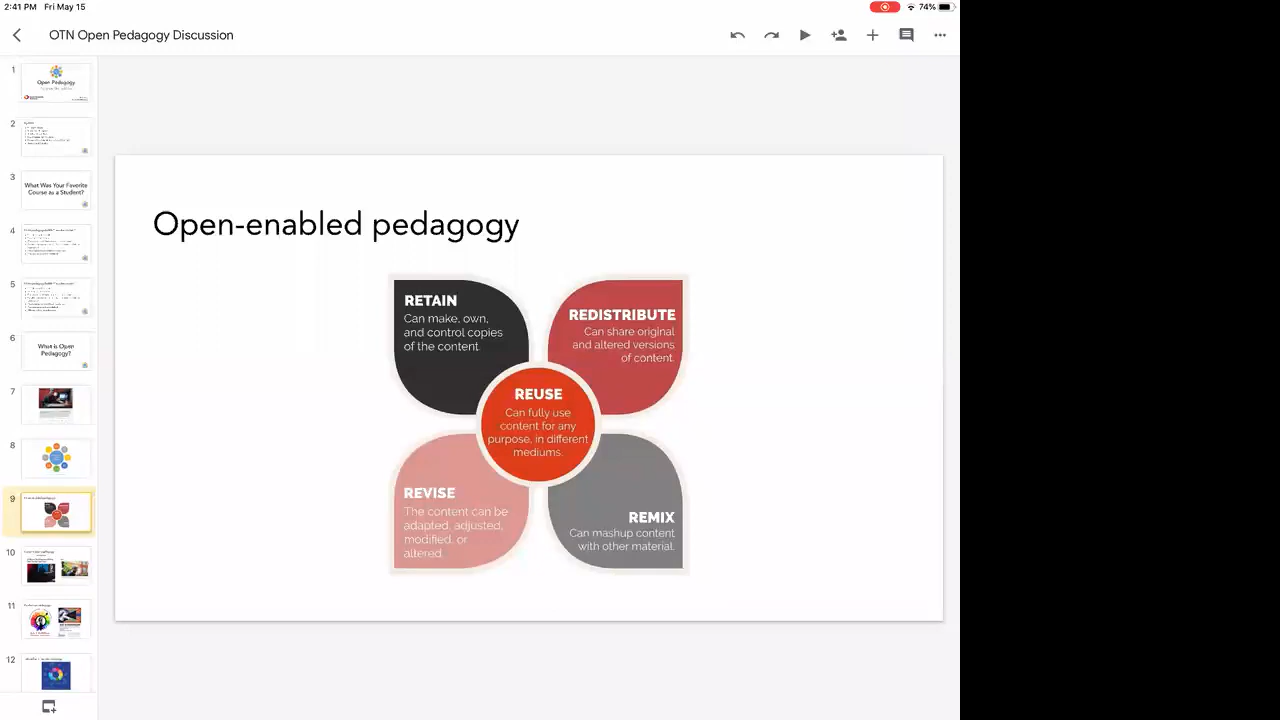 2:41 PM Fri May 15
74%
OTN Open Pedagogy Discussion
1
Open Pedagogy
2
3
What Was Your Favorite
Course as a Student?
4
5
6
What is Open
Pedagogy?
7
8
9
10
11
12
Open-enabled pedagogy
RETAIN
Can make, own,
and control copies
of the content.
REDISTRIBUTE
Can share original
and altered versions
of content.
REUSE
Can fully use
content for any
purpose, in different
mediums.
REVISE
The content can be
adapted, adjusted,
modified, or
altered.
REMIX
Can mashup content
with other material.